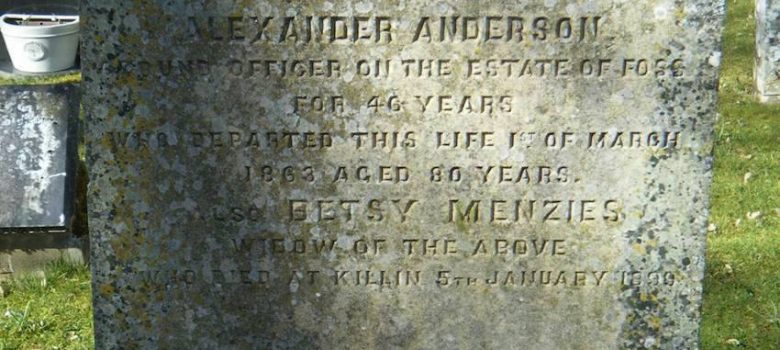 ALEXANDER ANDERSON
GROUND OFFICER ON THE ESTATE OF FOSS
FOR 46 YEARS
WHO DEPARTED THIS LIFE 1ST OF MARCH
1863 AGED 80 YEARS.
ALSO BETSY MENZIES
WIDOW OF THE ABOVE
WHO DIED AT KILLIN 5TH JANUARY